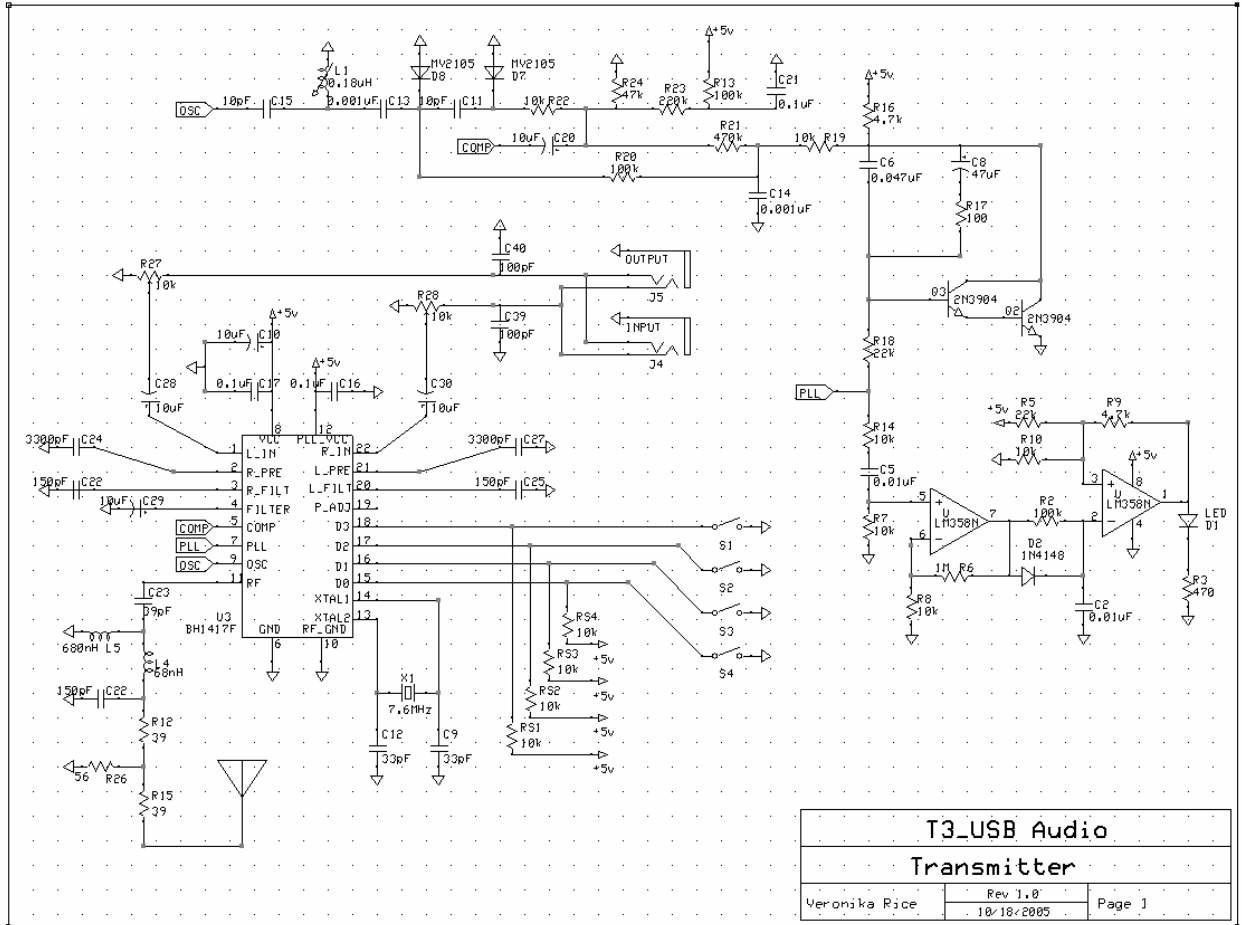 +5v
MV2105
D8
MV2105
D7
L1
0.18uH
R24
47k
R23
220k
R13
100k
C21
0.1uF
+5v
R16
4.7k
OSC
10pF C15
0.001uF C13
10pF C11
10k R22
COMP
10uF C20
R21
470k
10k R19
R20
100k
C14
0.001uF
C6
0.047uF
C8
47uF
R17
100
C40
100pF
OUTPUT
J5
R27
10k
R28
10k
C39
100pF
INPUT
J4
Q3
2N3904
Q2
2N3904
R18
22k
+5v
10uF C10
+5v
0.1uF C17
0.1uF C16
C28
10uF
C30
10uF
PLL
R14
10k
C5
0.01uF
R7
10k
+5v
R5
22k
R9
4.7k
R10
10k
+5v
3
+
8
U
LM358N
1
2
-
4
LED
D1
R3
470
5
+
U
LM358N
7
6
-
R2
100k
D2
1N4148
1M R6
R8
10k
C2
0.01uF
3300pF C24
150pF C22
10uF C29
3300pF C27
150pF C25
8
VCC
12
PLL_VCC
1
L_IN
2
R_PRE
3
R_FILT
4
FILTER
COMP
5
COMP
PLL
7
PLL
OSC
9
OSC
11
RF
R_IN
22
L_PRE
21
L_FILT
20
P_ADJ
19
D3
18
D2
17
D1
16
D0
15
XTAL1
14
XTAL2
13
GND
6
RF_GND
10
U3
BH1417F
S1
S2
S3
S4
C23
39pF
680nH L5
L4
68nH
150pF C22
R12
39
56 R26
R15
39
X1
7.6MHz
C12
33pF
C9
33pF
RS4
10k
+5v
RS3
10k
+5v
RS2
10k
+5v
RS1
10k
+5v
T3_USB Audio
Transmitter
Veronika Rice
Rev 1.0
10/18/2005
Page 1